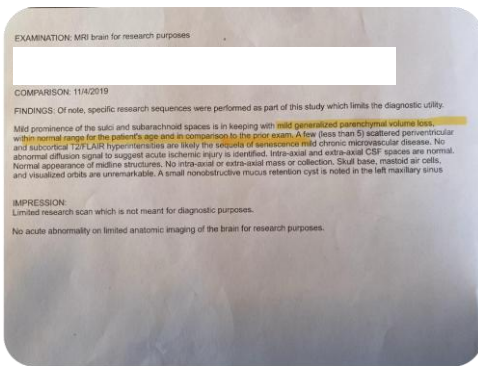 EXAMINATION: MRI brain for research purposes
COMPARISON: 11/4/2019
FINDINGS: Of note, specific research sequences were performed as part of this study which limits the diagnostic utility.
Mild prominence of the sulci and subarachnoid spaces is in keeping with mild generalized parenchymal volume loss,
within normal range for the patient's age and in comparison to the prior exam. A few (less than 5) scattered periventricular
and subcortical T2/FLAIR hyperintensities are likely the sequela of senescence mild chronic microvascular disease. No
abnormal diffusion signal to suggest acute ischemic injury is identified. Intra-axial and extra-axial CSF spaces are normal.
Normal appearance of midline structures. No intra-axial or extra-axial mass or collection. Skull base, mastoid air cells,
and visualized orbits are unremarkable. A small nonobstructive mucus retention cyst is noted in the left maxillary sinus
IMPRESSION:
Limited research scan which is not meant for diagnostic purposes.
No acute abnormality on limited anatomic imaging of the brain for research purposes.